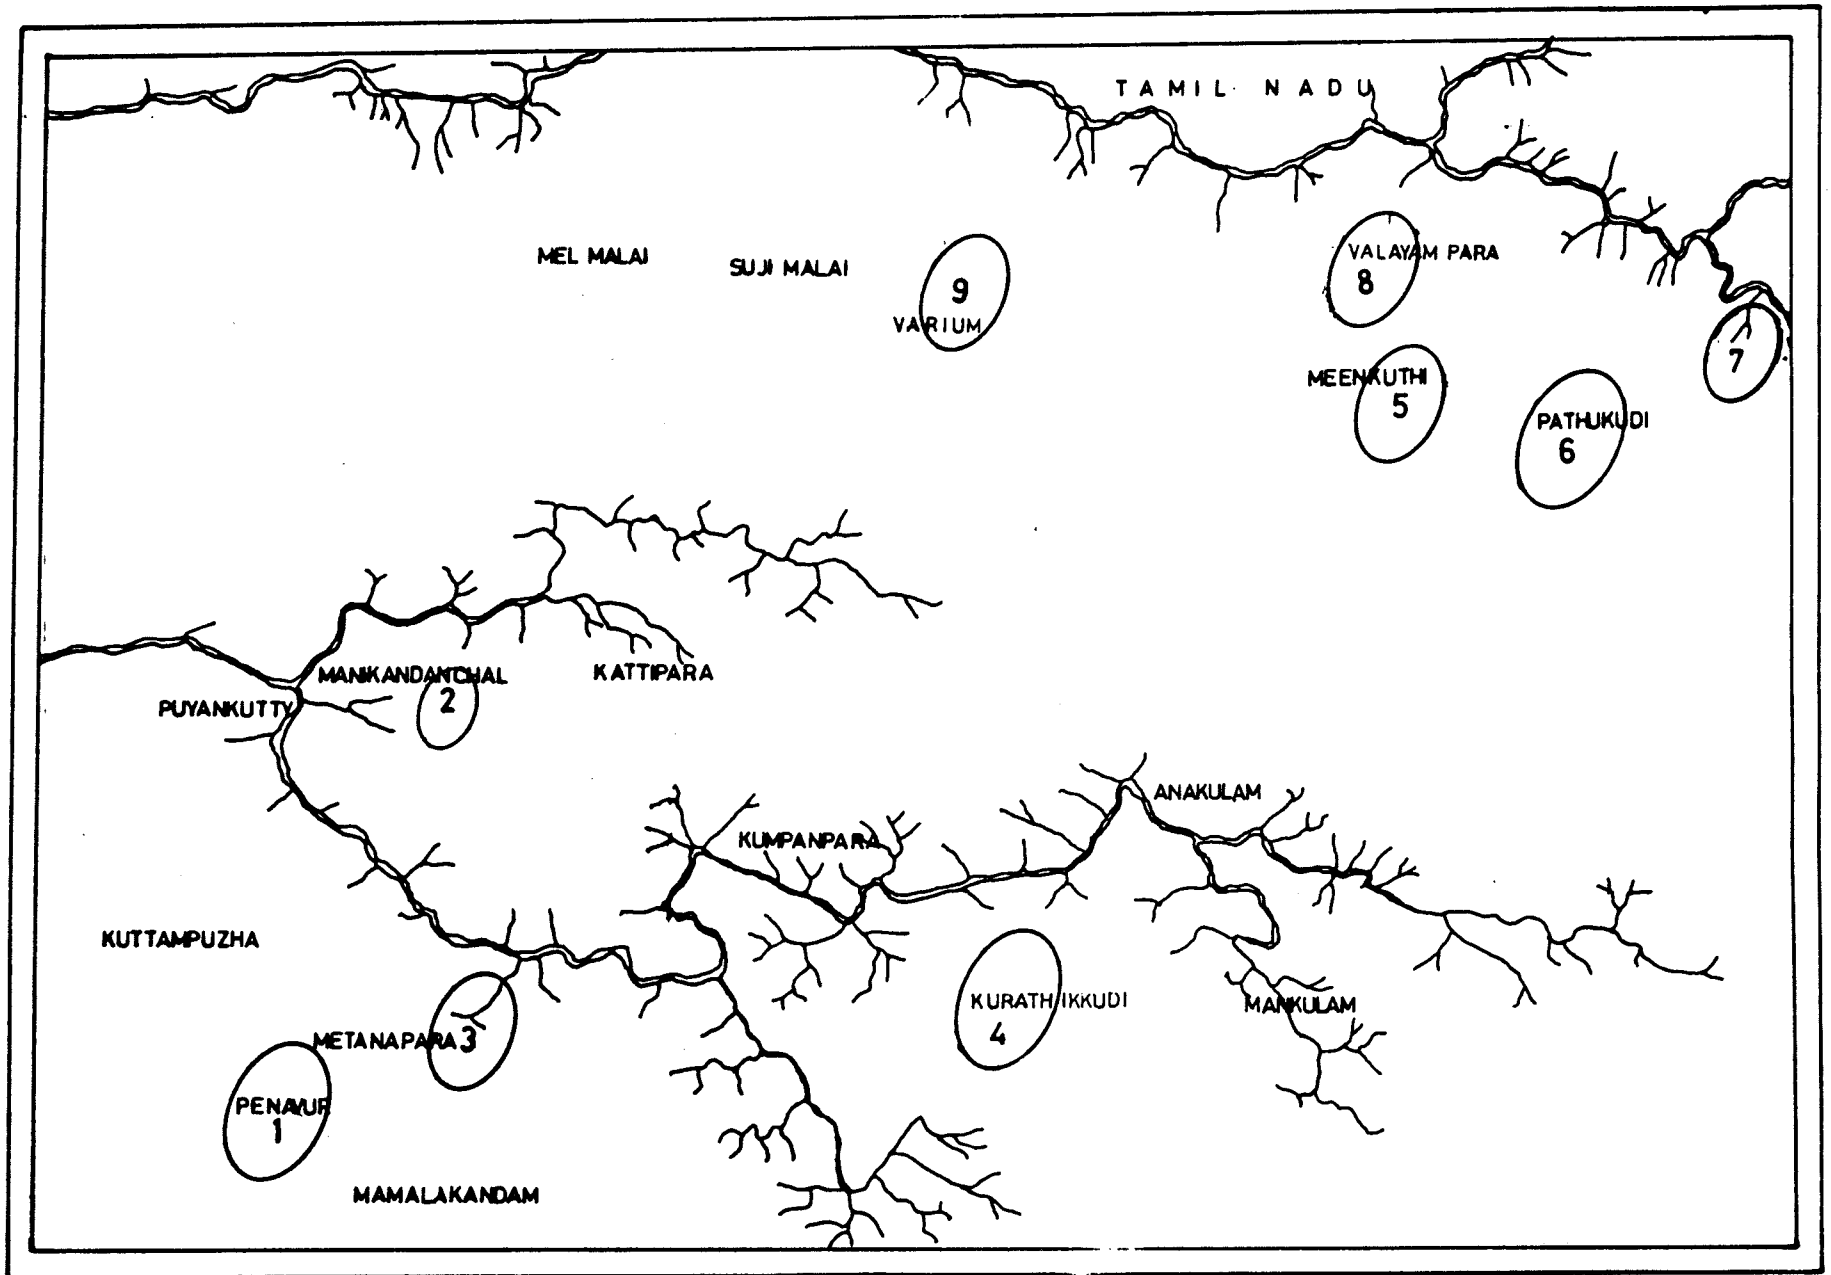 TAMIL NADU
MEL MALAI
SUJI MALAI
9
VARIUM
VALAYAM PARA
8
7
MEENKUTHI
5
PATHUKUDI
6
MANIKANDANCHAL
2
KATTIPARA
PUYANKUTTY
ANAKULAM
KUMPANPARA
KUTTAMPUZHA
KURATHIKKUDI
4
MANKULAM
METANAPARA 3
PENAVUR
1
MAMALAKANDAM